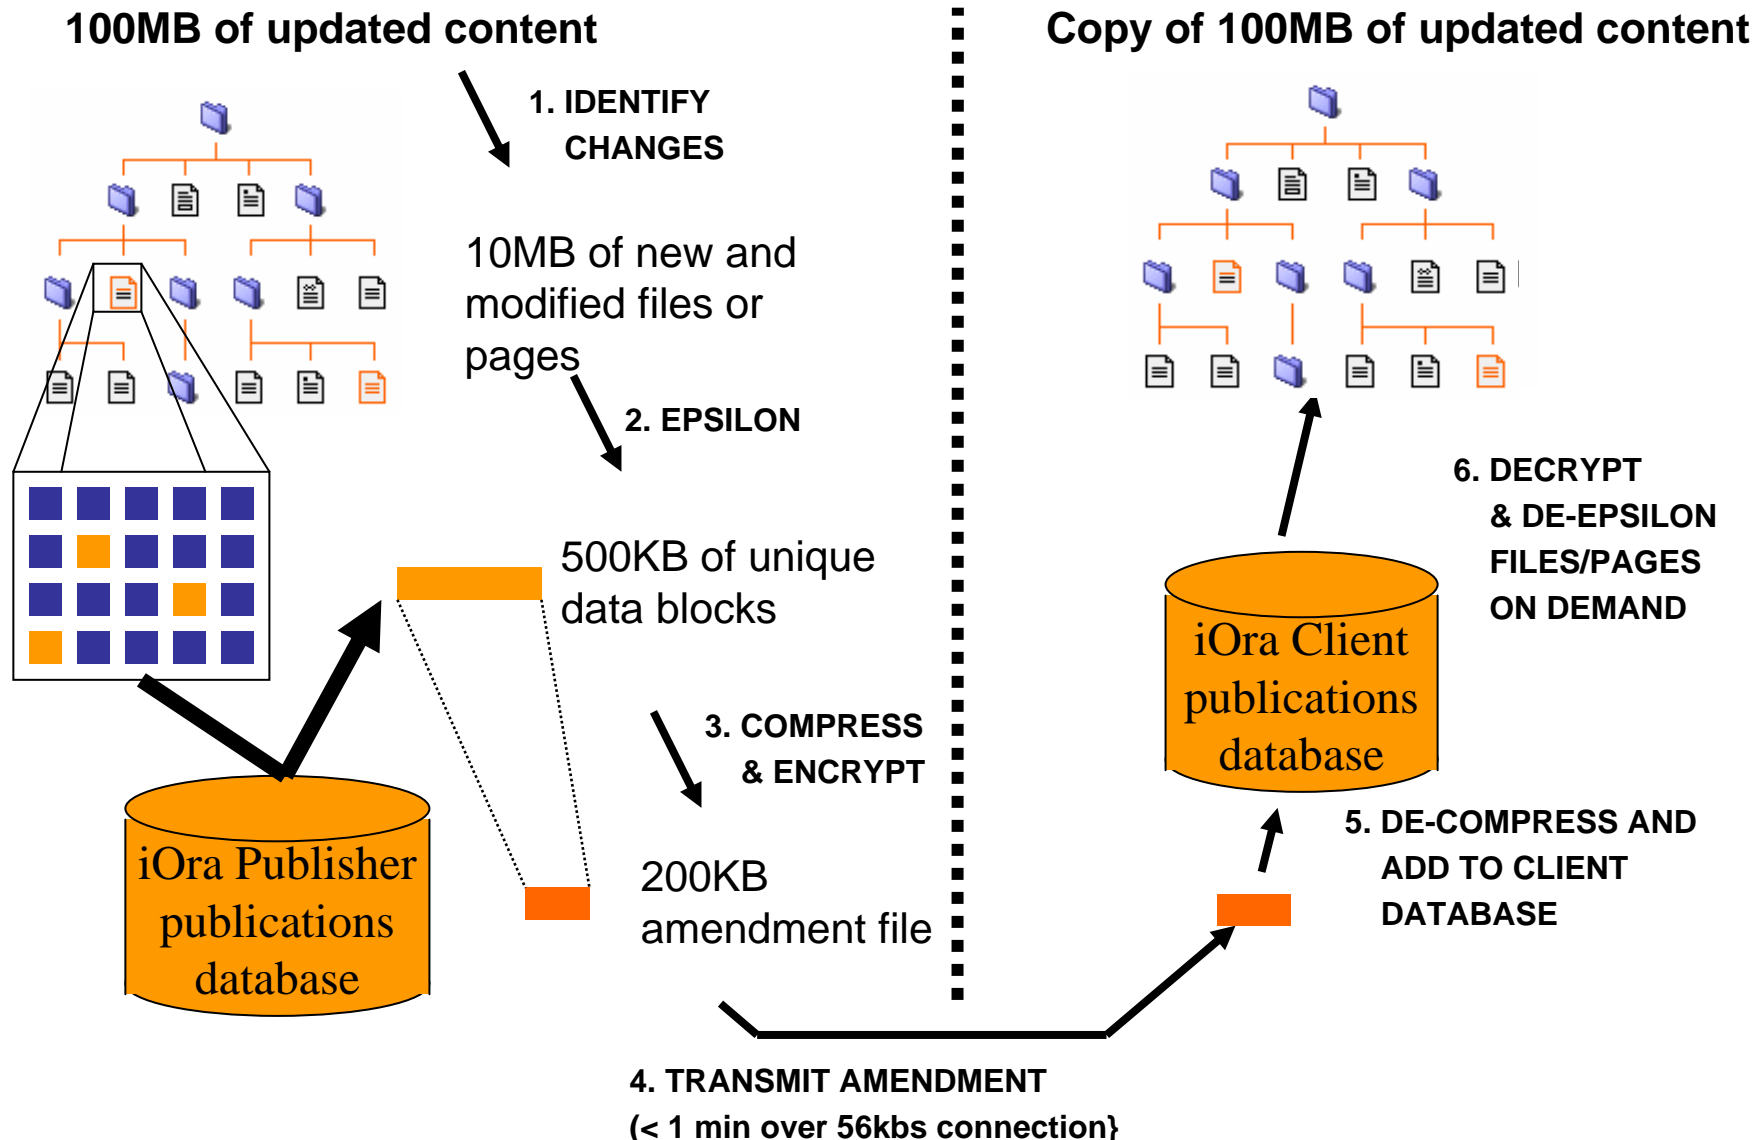 100MB of updated content
1. IDENTIFY
CHANGES
10MB of new and
modified files or
pages
2. EPSILON
500KB of unique
data blocks
3. COMPRESS
& ENCRYPT
iOra Publisher
publications
database
200KB
amendment file
4. TRANSMIT AMENDMENT
(< 1 min over 56kbs connection}
Copy of 100MB of updated content
6. DECRYPT
& DE-EPSILON
FILES/PAGES
ON DEMAND
iOra Client
publications
database
5. DE-COMPRESS AND
ADD TO CLIENT
DATABASE